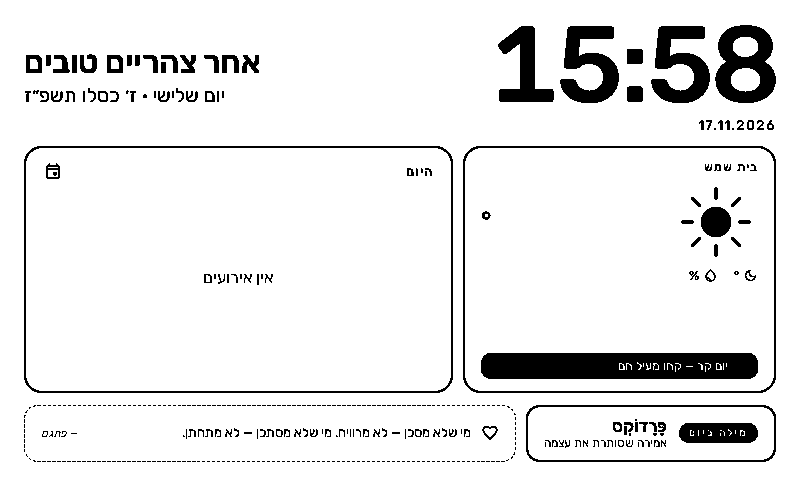 15:58
17.11.2026
אחר צהריים טובים
יום שלישי • ז׳ כסלו תשפ״ז
בית שמש
°
° %
יום קר – קחו מעיל חם
היום
אין אירועים
מילה ביום
פָּרָדוֹקְס
אמירה שסותרת את עצמה
מי שלא מסכן – לא מרוויח. מי שלא מסתכן – לא מתחתן.
– פתגם